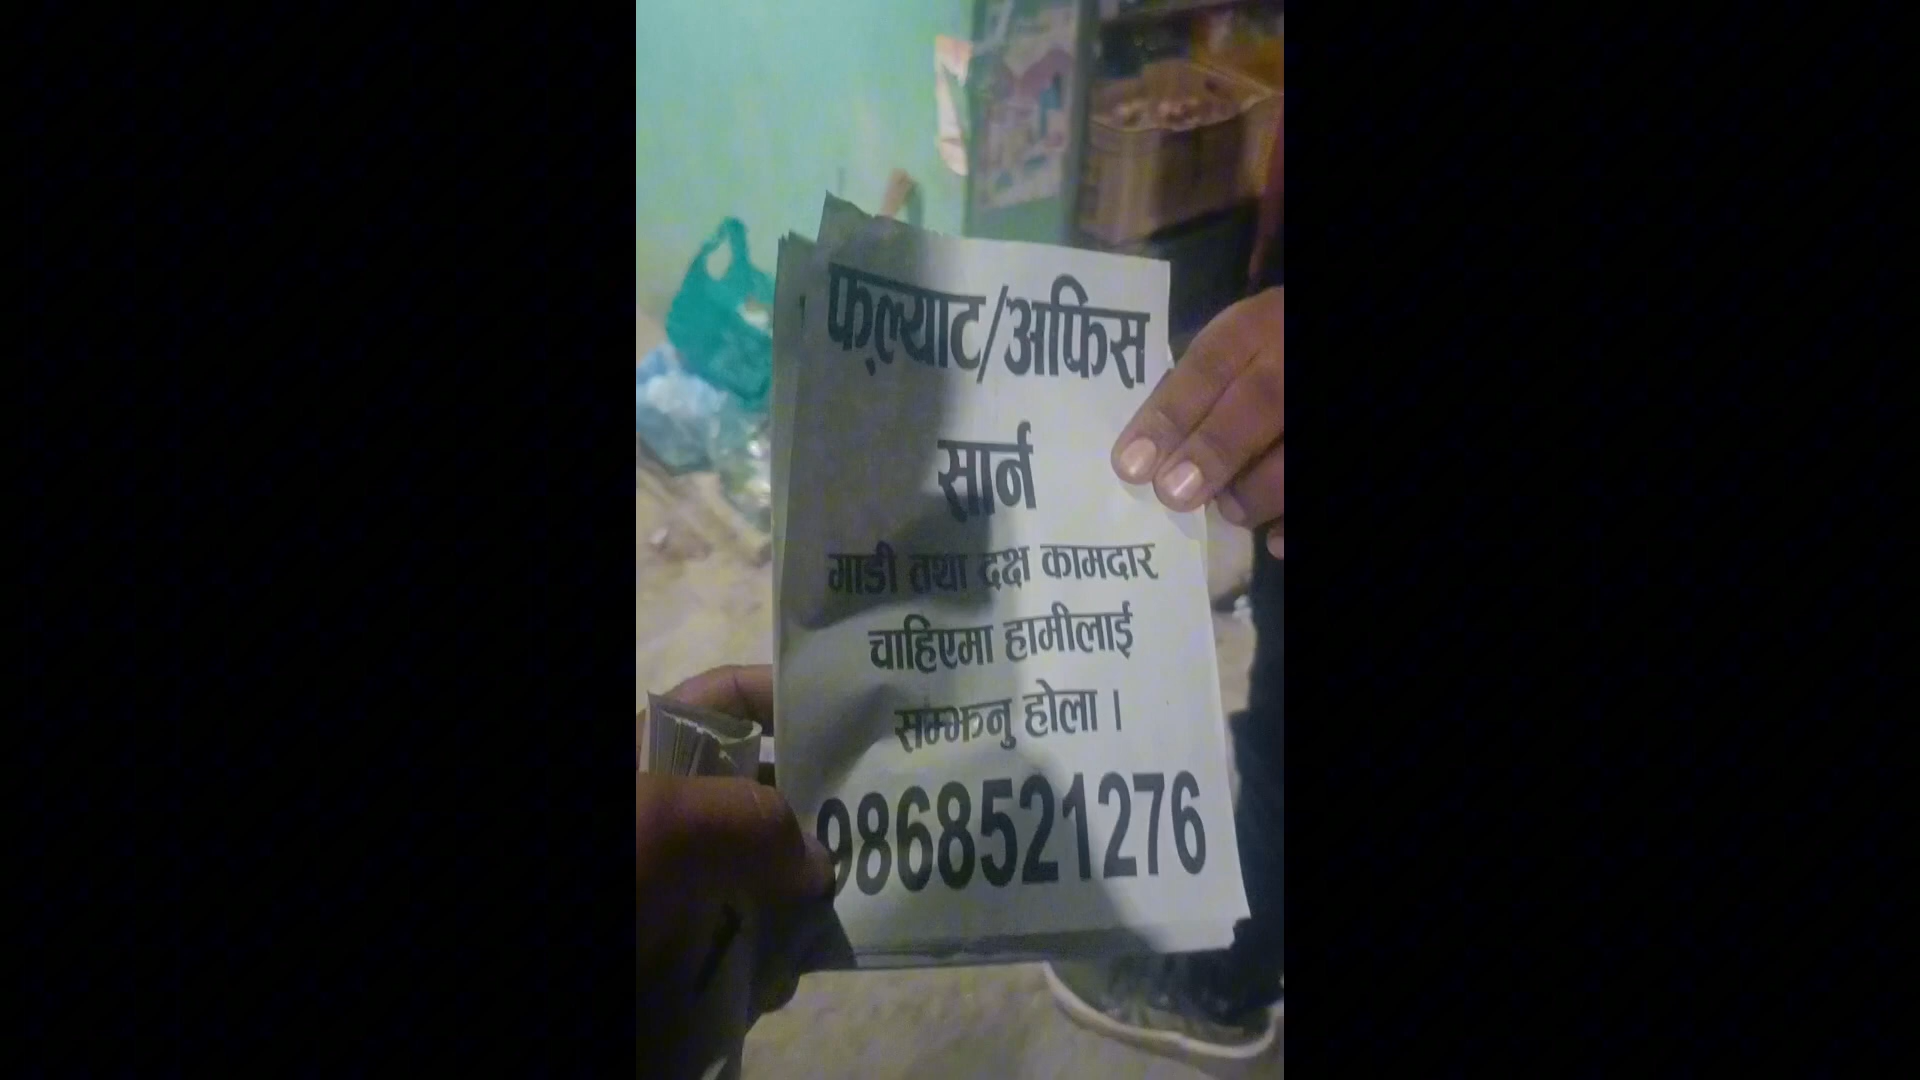 फ्ल्याट/अफिस
सार्न
गाडी तथा दक्ष कामदार
चाहिएमा हामीलाई
सम्झनु होला ।
9868521276